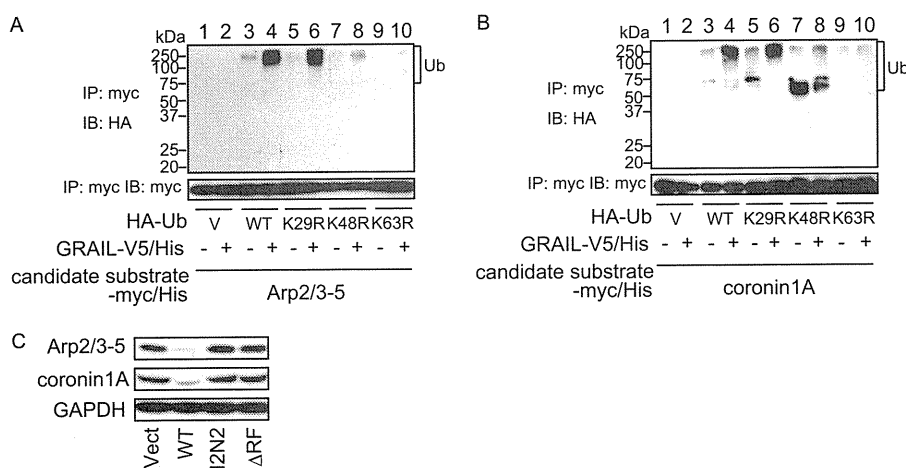 A
1 2 3 4 5 6 7 8 9 10
kDa
250
100
75
50
37
25
20
Ub
IP: myc
IB: HA
IP: myc IB: myc
HA-Ub V WT K29R K48R K63R
GRAIL-V5/His - + - + - + - + - +
candidate substrate
-myc/His
Arp2/3-5
B
1 2 3 4 5 6 7 8 9 10
kDa
250
100
75
50
37
25
20
Ub
IP: myc
IB: HA
IP: myc IB: myc
HA-Ub V WT K29R K48R K63R
GRAIL-V5/His - + - + - + - + - +
candidate substrate
-myc/His
coronin1A
C
Arp2/3-5
coronin1A
GAPDH
Vect WT I2N2 ΔRF